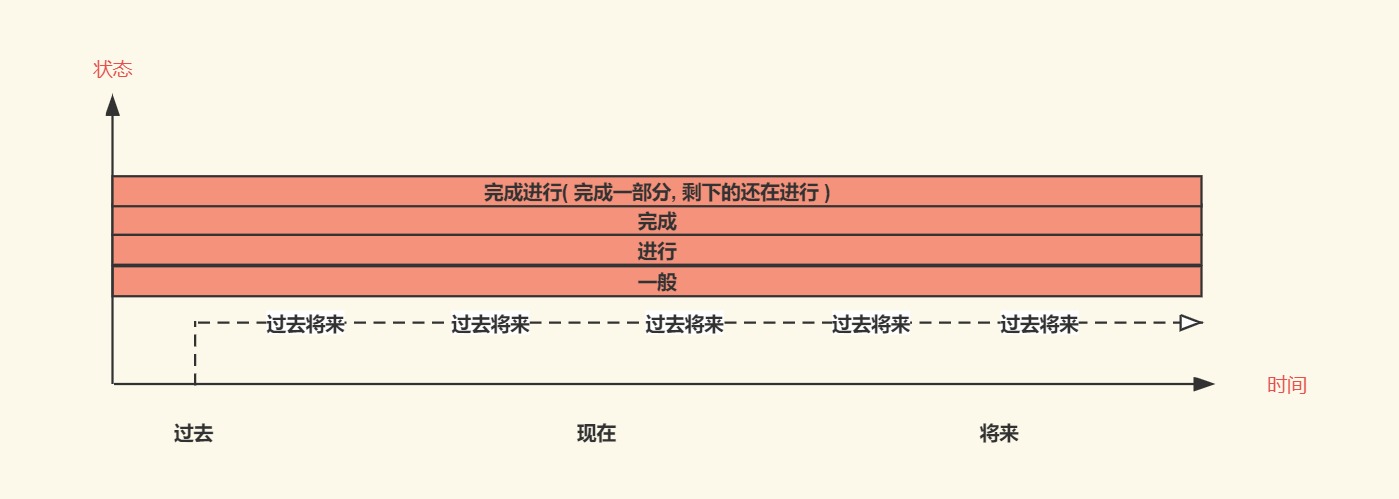 状态
完成进行( 完成一部分, 剩下的还在进行 )
完成
进行
一般
过去将来 过去将来 过去将来 过去将来 过去将来
时间
过去 现在 将来